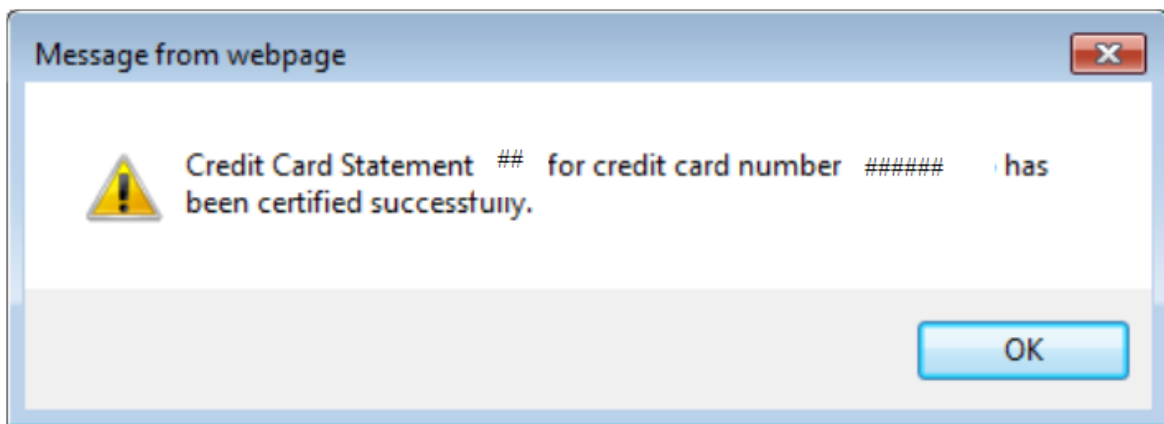 Message from webpage
Credit Card Statement ## for credit card number ###### has
been certified successfully.
OK